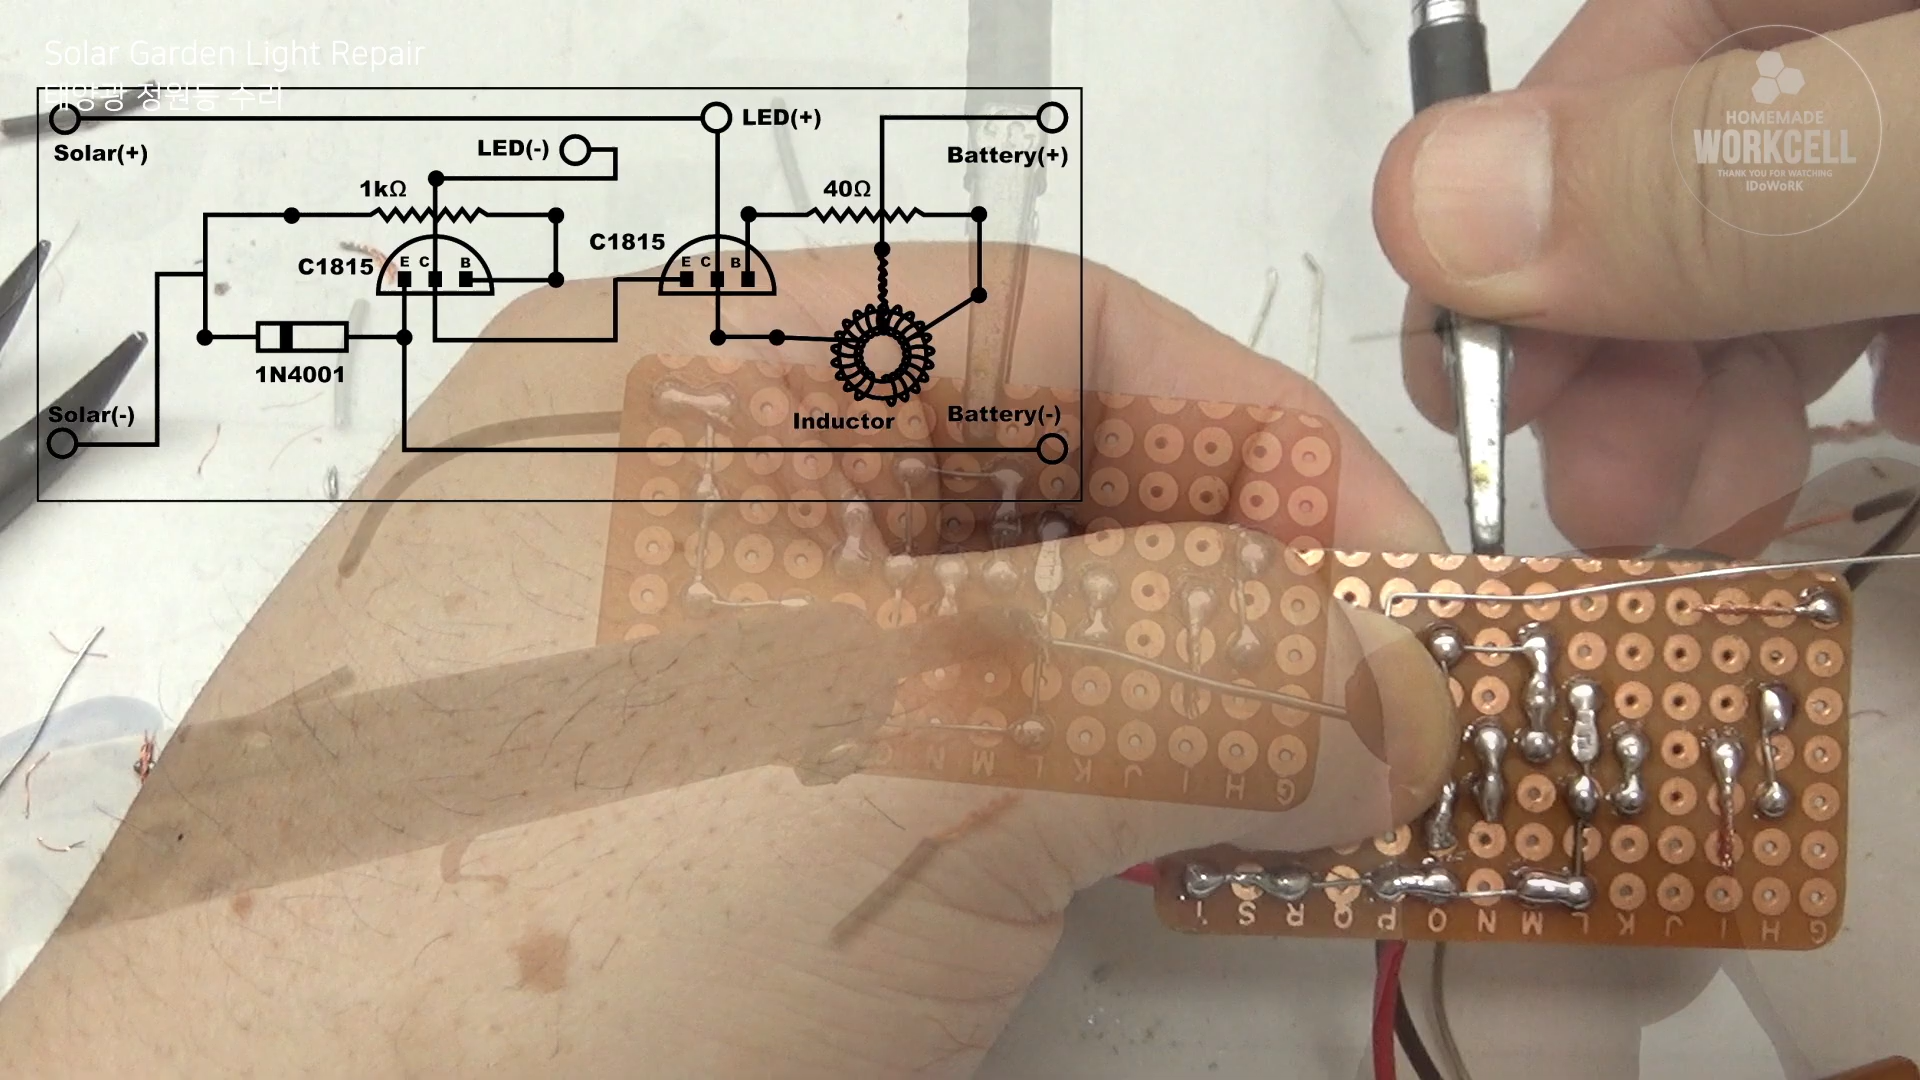 Solar Garden Light Repair
태양광 정원등 수리
Solar(+)
LED(+)
LED(-)
Battery(+)
1kΩ
40Ω
C1815
E C B
C1815
E C B
1N4001
Solar(-)
Inductor
Battery(-)
HOMEMADE
WORKCELL
THANK YOU FOR WATCHING
IDoWoRK
O N M L K J I H G
T S R Q P O N M L K J I H G